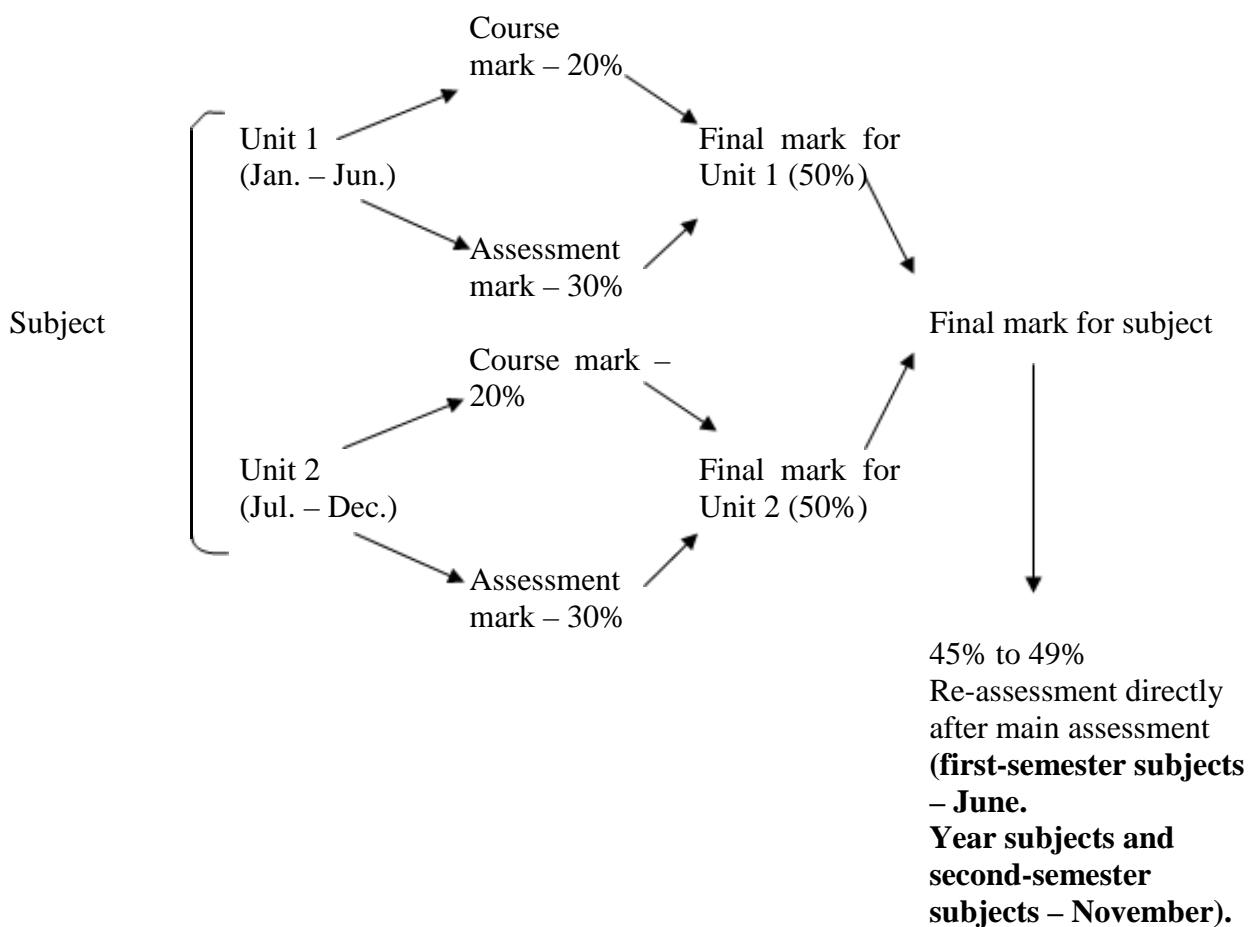 Course
mark – 20%
Unit 1
(Jan. – Jun.)
Final mark for
Unit 1 (50%)
Assessment
mark – 30%
Subject
Final mark for subject
Course mark –
20%
Unit 2
(Jul. – Dec.)
Final mark for
Unit 2 (50%)
Assessment
mark – 30%
45% to 49%
Re-assessment directly
after main assessment
(first-semester subjects
– June.
Year subjects and
second-semester
subjects – November).